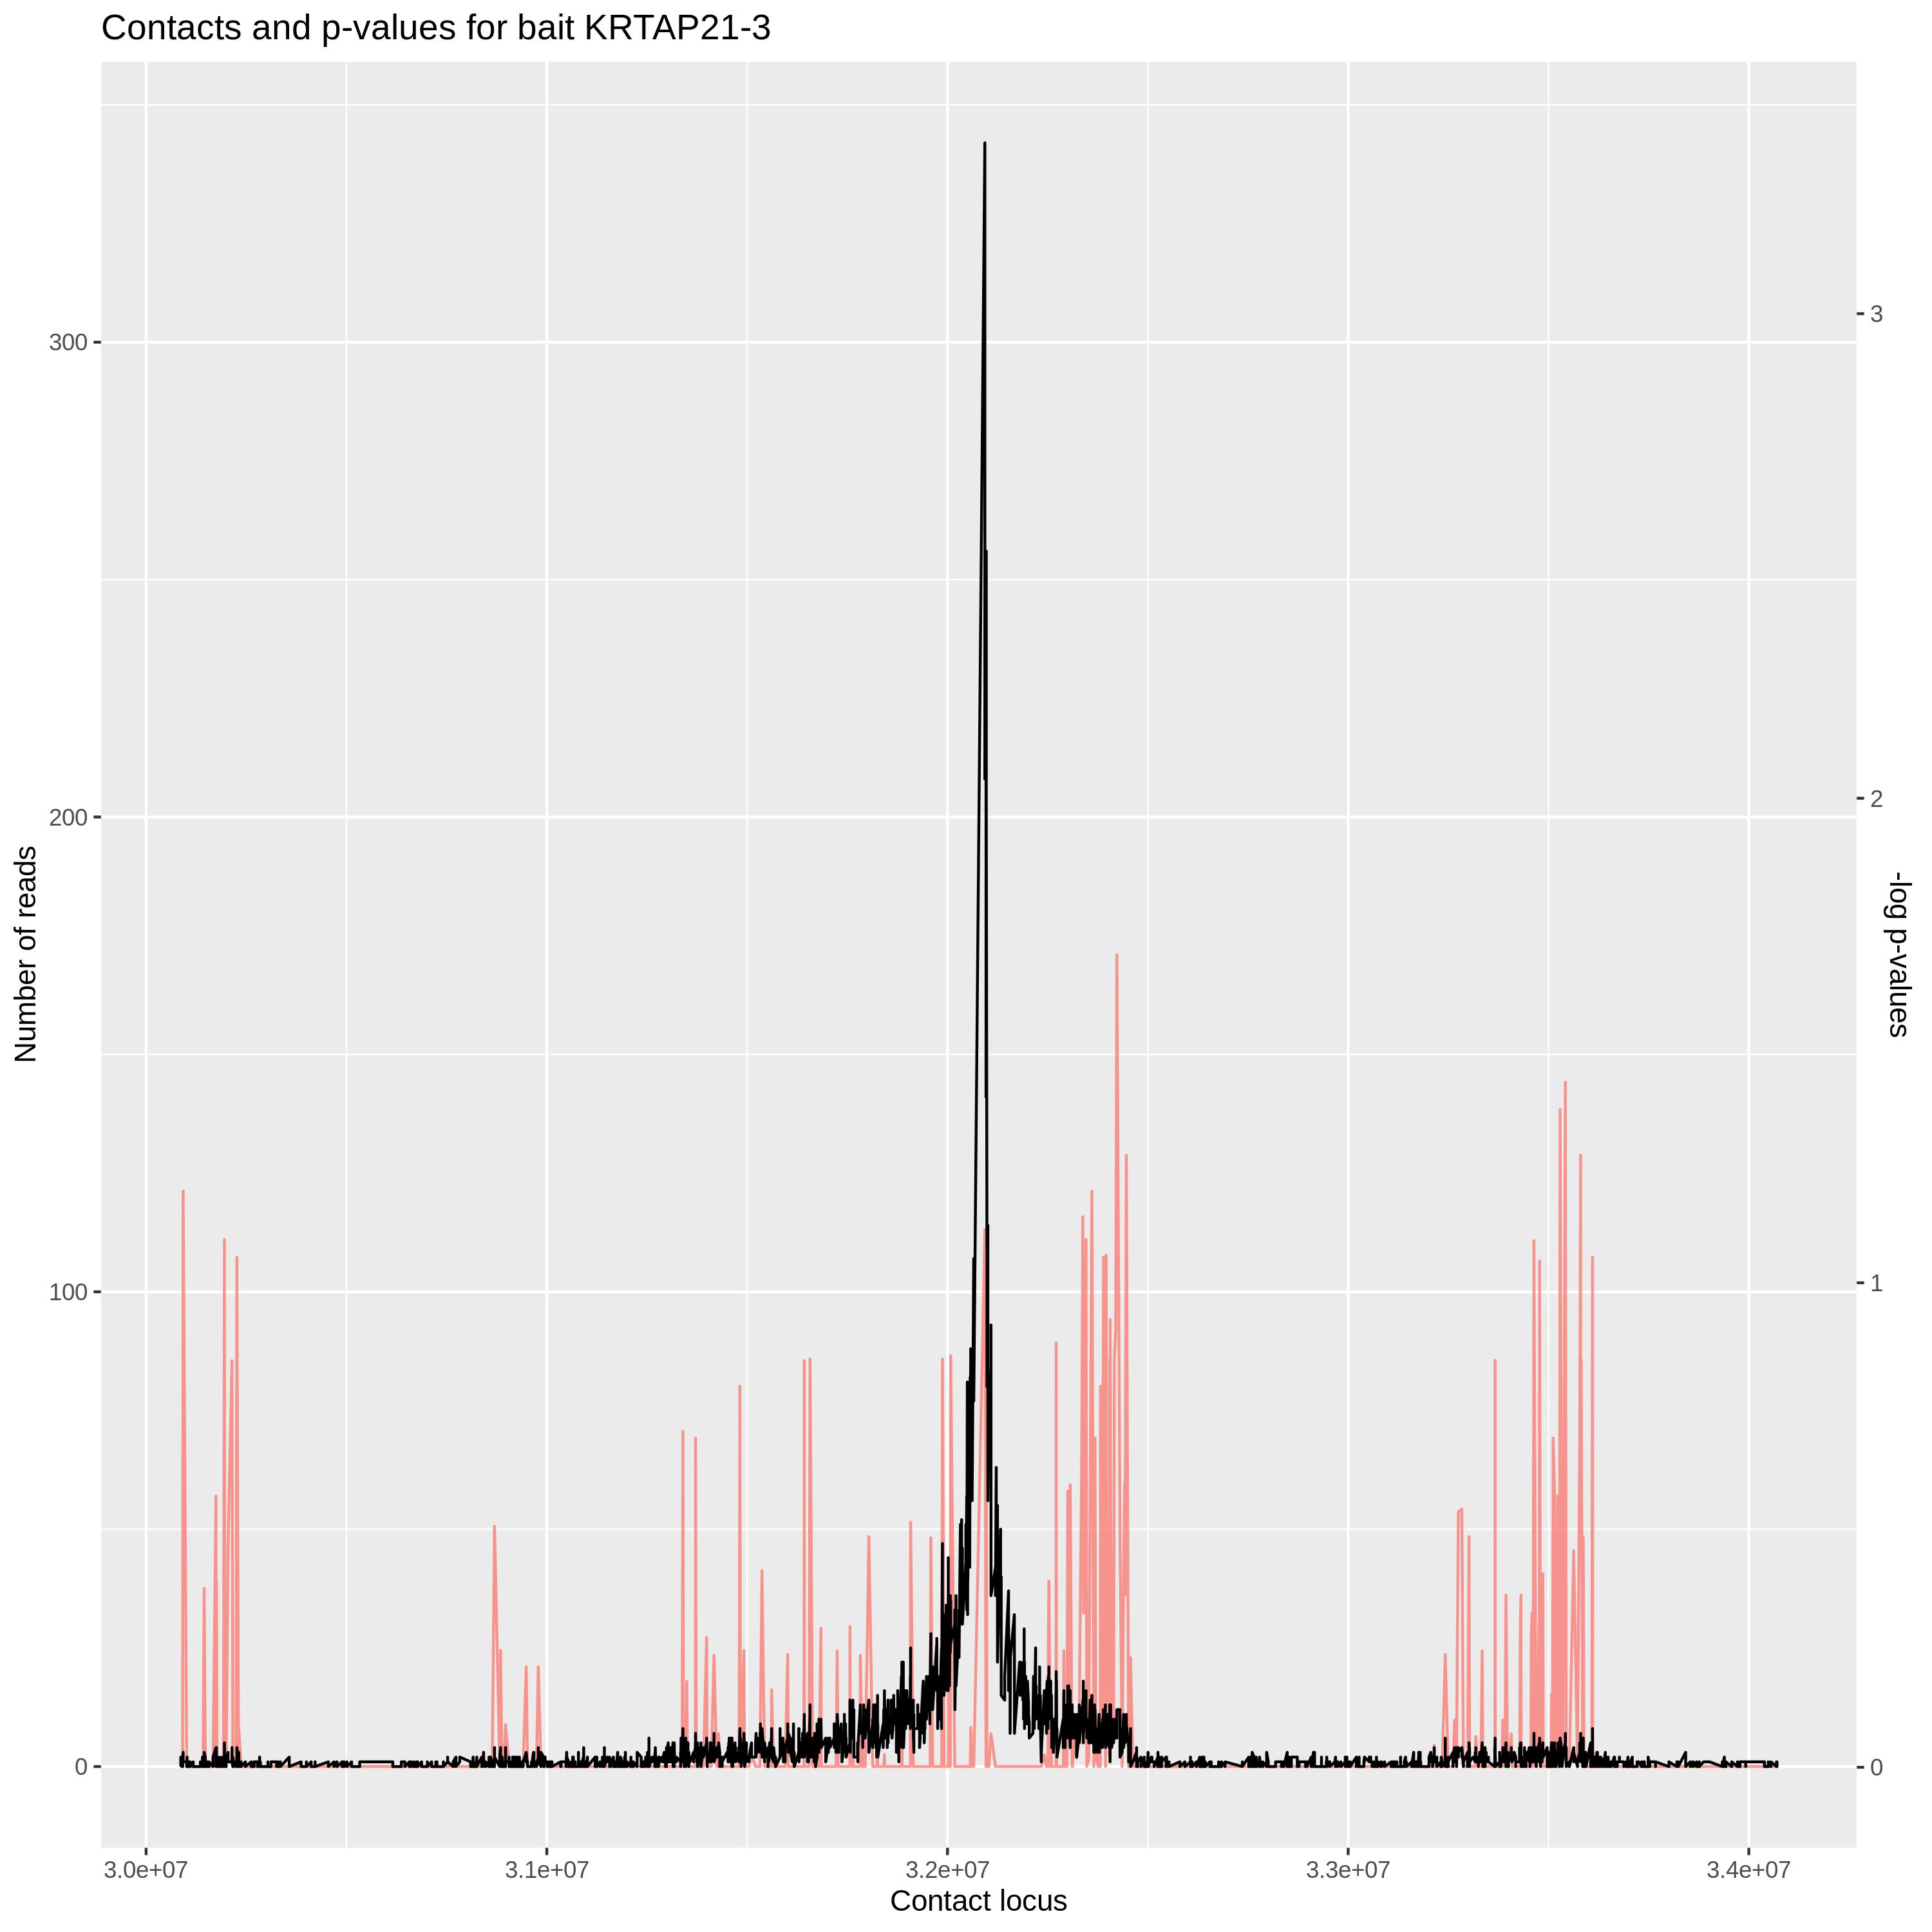 Contacts and p-values for bait KRTAP21-3
300
200
100
0
Number of reads
3
2
1
0
-log p-values
3.0e+07
3.1e+07
3.2e+07
3.3e+07
3.4e+07
Contact locus